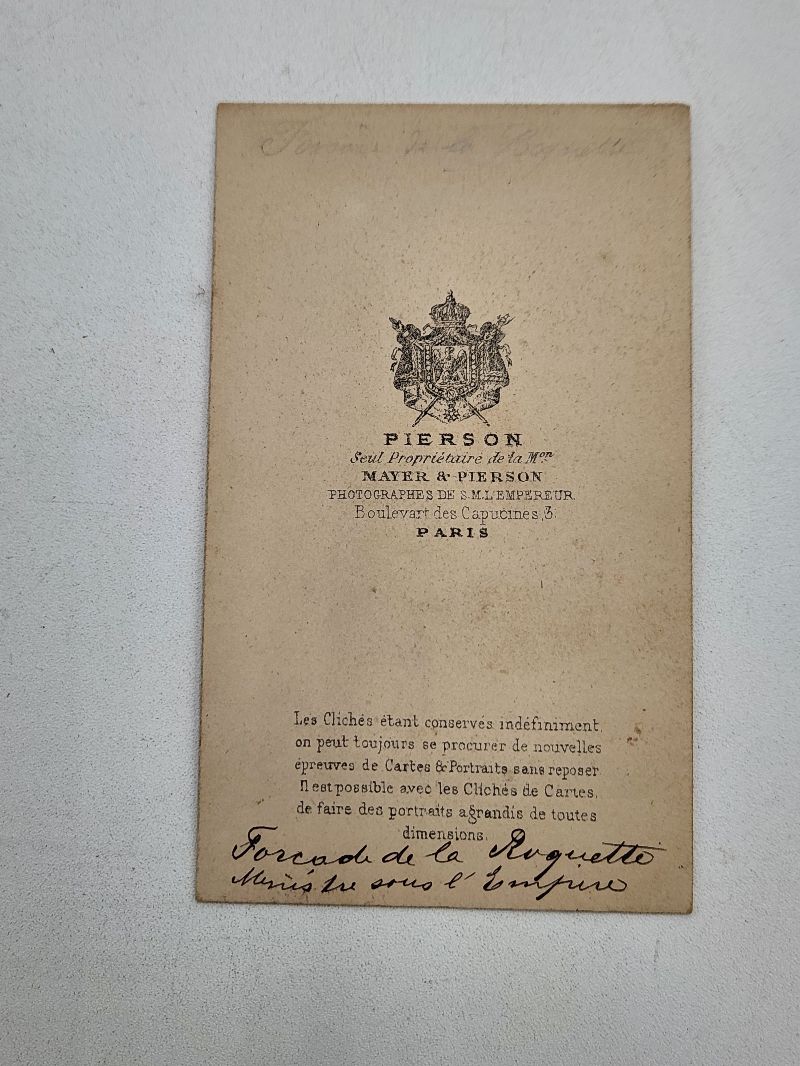 Forcade de la Roquette
PIERSON
Seul Propriétaire de la Mon
MAYER & PIERSON
PHOTOGRAPHES DE S.M.L'EMPEREUR.
Boulevart des Capucines, 3.
PARIS
Les Clichés étant conservés indéfiniment,
on peut toujours se procurer de nouvelles
épreuves de Cartes & Portraits sans reposer
Il est possible avec les Clichés de Cartes,
de faire des portraits agrandis de toutes
dimensions.
Forcade de la Roquette
Ministre sous l'Empire